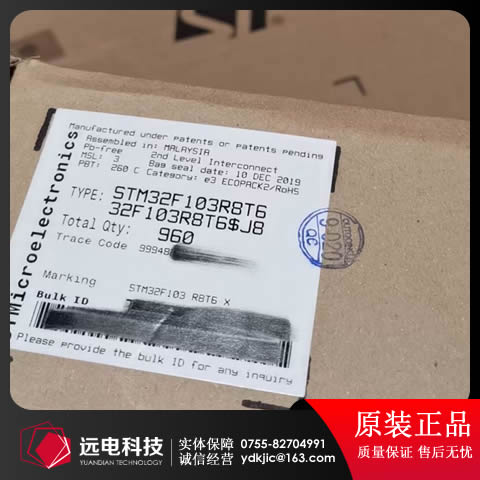 Manufactured under patents or patents pending
Assembled in: MALAYSIA
Pb-free 2nd Level Interconnect
MSL: 3 Bag seal date: 10 DEC 2019
PBT: 260 C Category: e3 ECOPACK2/RoHS
TYPE: STM32F103R8T6
32F103R8T6$J8
Total Qty: 960
Trace Code 99948
Marking STM32F103 R8T6 X
Bulk ID
Please provide the bulk ID for any inquiry
Microelectronics
QC
远电科技
YUANDIAN TECHNOLOGY
实体保障 0755-82704991
诚信经营 ydkjic@163.com
原装正品
质量保证 售后无忧